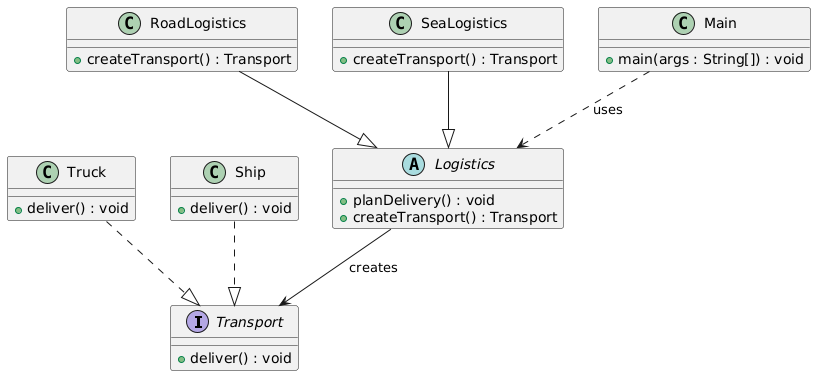 C RoadLogistics
createTransport() : Transport
C SeaLogistics
createTransport() : Transport
C Main
main(args : String[]) : void
uses
C Truck
deliver() : void
C Ship
deliver() : void
A Logistics
planDelivery() : void
createTransport() : Transport
creates
I Transport
deliver() : void